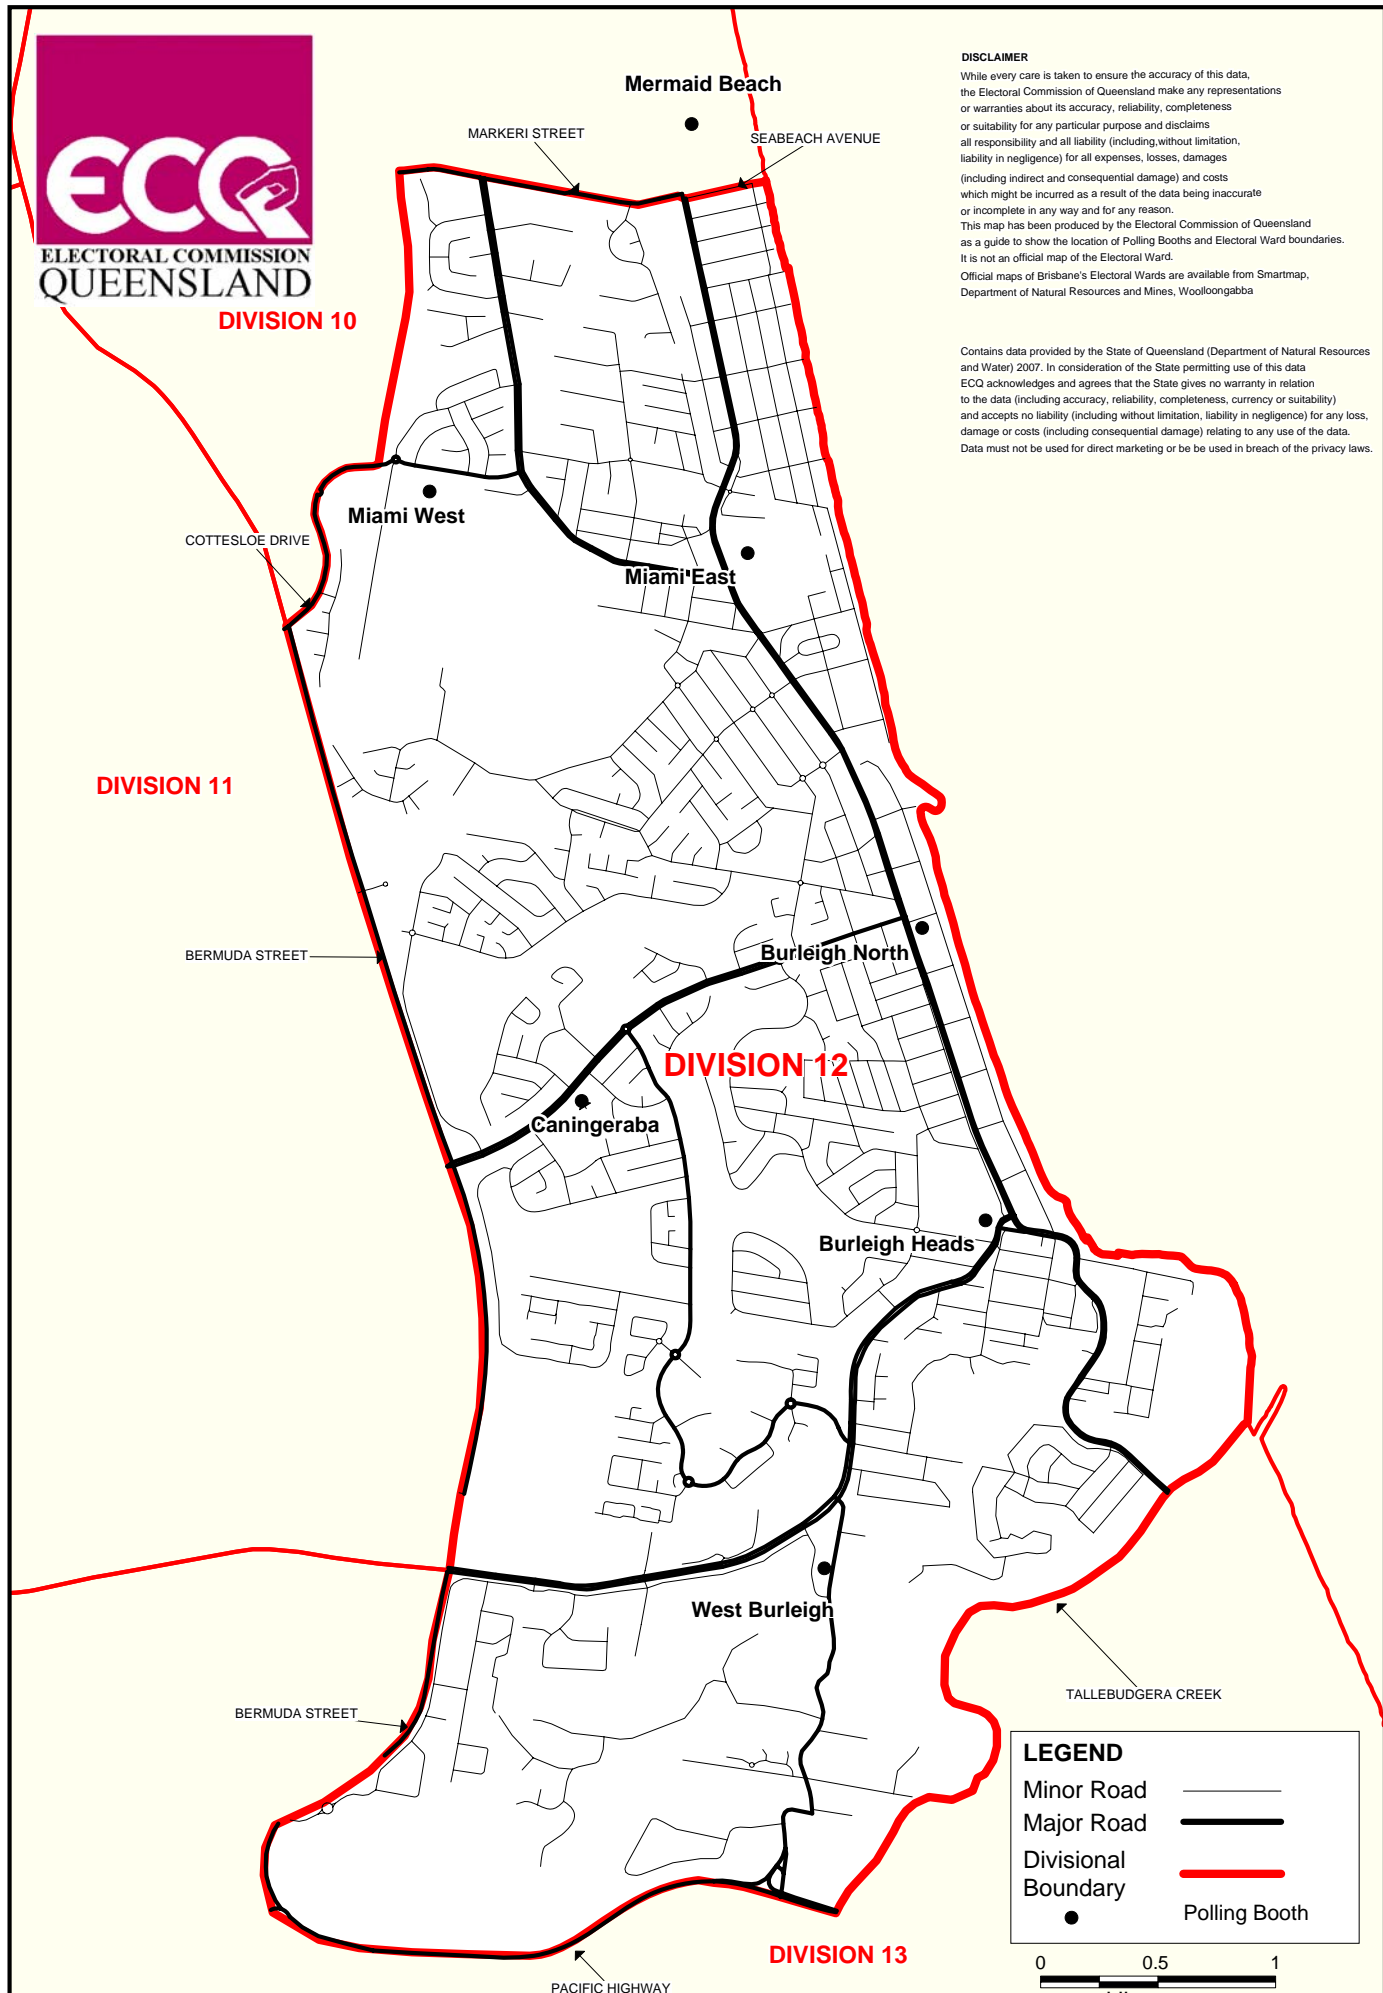 ECQ
ELECTORAL COMMISSION
QUEENSLAND
DISCLAIMER
While every care is taken to ensure the accuracy of this data,
the Electoral Commission of Queensland make any representations
or warranties about its accuracy, reliability, completeness
or suitability for any particular purpose and disclaims
all responsibility and all liability (including,without limitation,
liability in negligence) for all expenses, losses, damages
(including indirect and consequential damage) and costs
which might be incurred as a result of the data being inaccurate
or incomplete in any way and for any reason.
This map has been produced by the Electoral Commission of Queensland
as a guide to show the location of Polling Booths and Electoral Ward boundaries.
It is not an official map of the Electoral Ward.
Official maps of Brisbane's Electoral Wards are available from Smartmap,
Department of Natural Resources and Mines, Woolloongabba
Contains data provided by the State of Queensland (Department of Natural Resources
and Water) 2007. In consideration of the State permitting use of this data
ECQ acknowledges and agrees that the State gives no warranty in relation
to the data (including accuracy, reliability, completeness, currency or suitability)
and accepts no liability (including without limitation, liability in negligence) for any loss,
damage or costs (including consequential damage) relating to any use of the data.
Data must not be used for direct marketing or be be used in breach of the privacy laws.
Mermaid Beach
MARKERI STREET
SEABEACH AVENUE
DIVISION 10
Miami West
COTTESLOE DRIVE
Miami East
DIVISION 11
BERMUDA STREET
Burleigh North
DIVISION 12
Caningeraba
Burleigh Heads
West Burleigh
TALLEBUDGERA CREEK
BERMUDA STREET
LEGEND
Minor Road
Major Road
Divisional
Boundary
Polling Booth
DIVISION 13
PACIFIC HIGHWAY
0 0.5 1